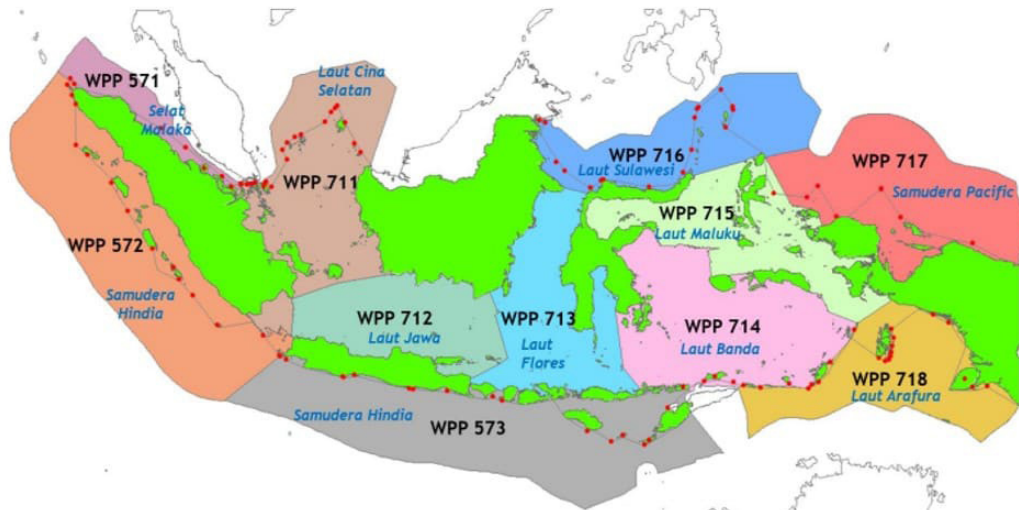 WPP 571
Selat
Malaka
Laut Cina
Selatan
WPP 711
WPP 572
Samudera
Hindia
WPP 712
Laut Jawa
WPP 713
Laut
Flores
WPP 716
Laut Sulawesi
WPP 715
Laut Maluku
WPP 714
Laut Banda
WPP 717
Samudera Pacific
WPP 718
Laut Arafura
Samudera Hindia
WPP 573